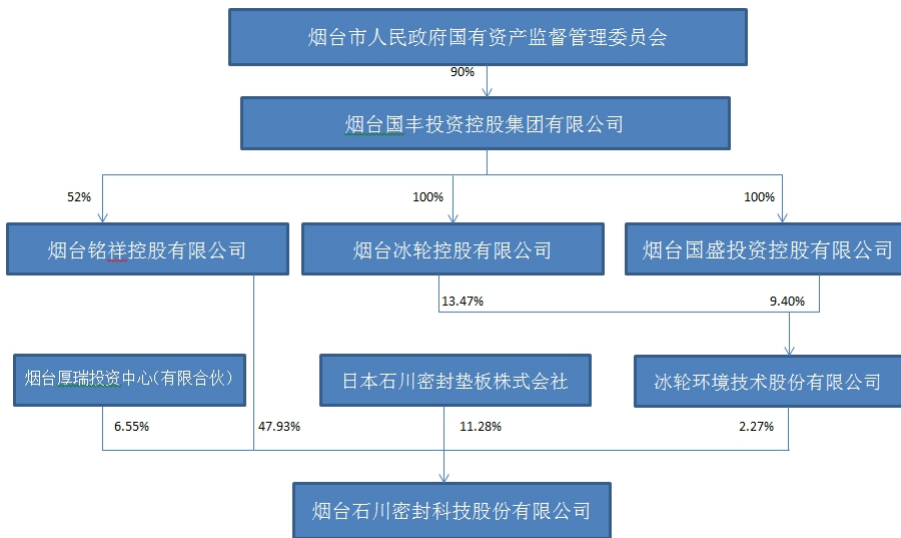 烟台市人民政府国有资产监督管理委员会
90%
烟台国丰投资控股集团有限公司
52%
100%
100%
烟台铭祥控股有限公司
烟台冰轮控股有限公司
烟台国盛投资控股有限公司
13.47%
9.40%
烟台厚瑞投资中心(有限合伙)
日本石川密封垫板株式会社
冰轮环境技术股份有限公司
6.55%
47.93%
11.28%
2.27%
烟台石川密封科技股份有限公司